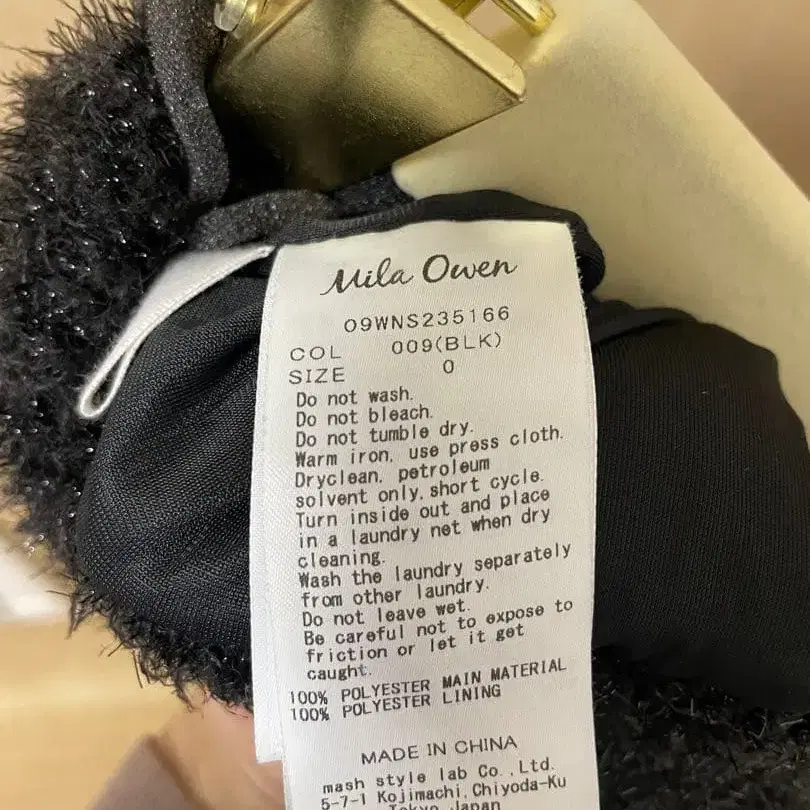 Mila Owen
09WNS235166
COL 009(BLK)
SIZE 0
Do not wash.
Do not bleach.
Do not tumble dry.
Warm iron, use press cloth.
Dryclean, petroleum
solvent only, short cycle.
Turn inside out and place
in a laundry net when dry
cleaning.
Wash the laundry separately
from other laundry.
Do not leave wet.
Be careful not to expose to
friction or let it get
caught.
100% POLYESTER MAIN MATERIAL
100% POLYESTER LINING
MADE IN CHINA
mash style lab Co.,Ltd.
5-7-1 Kojimachi, Chiyoda-Ku
Tokyo Japan